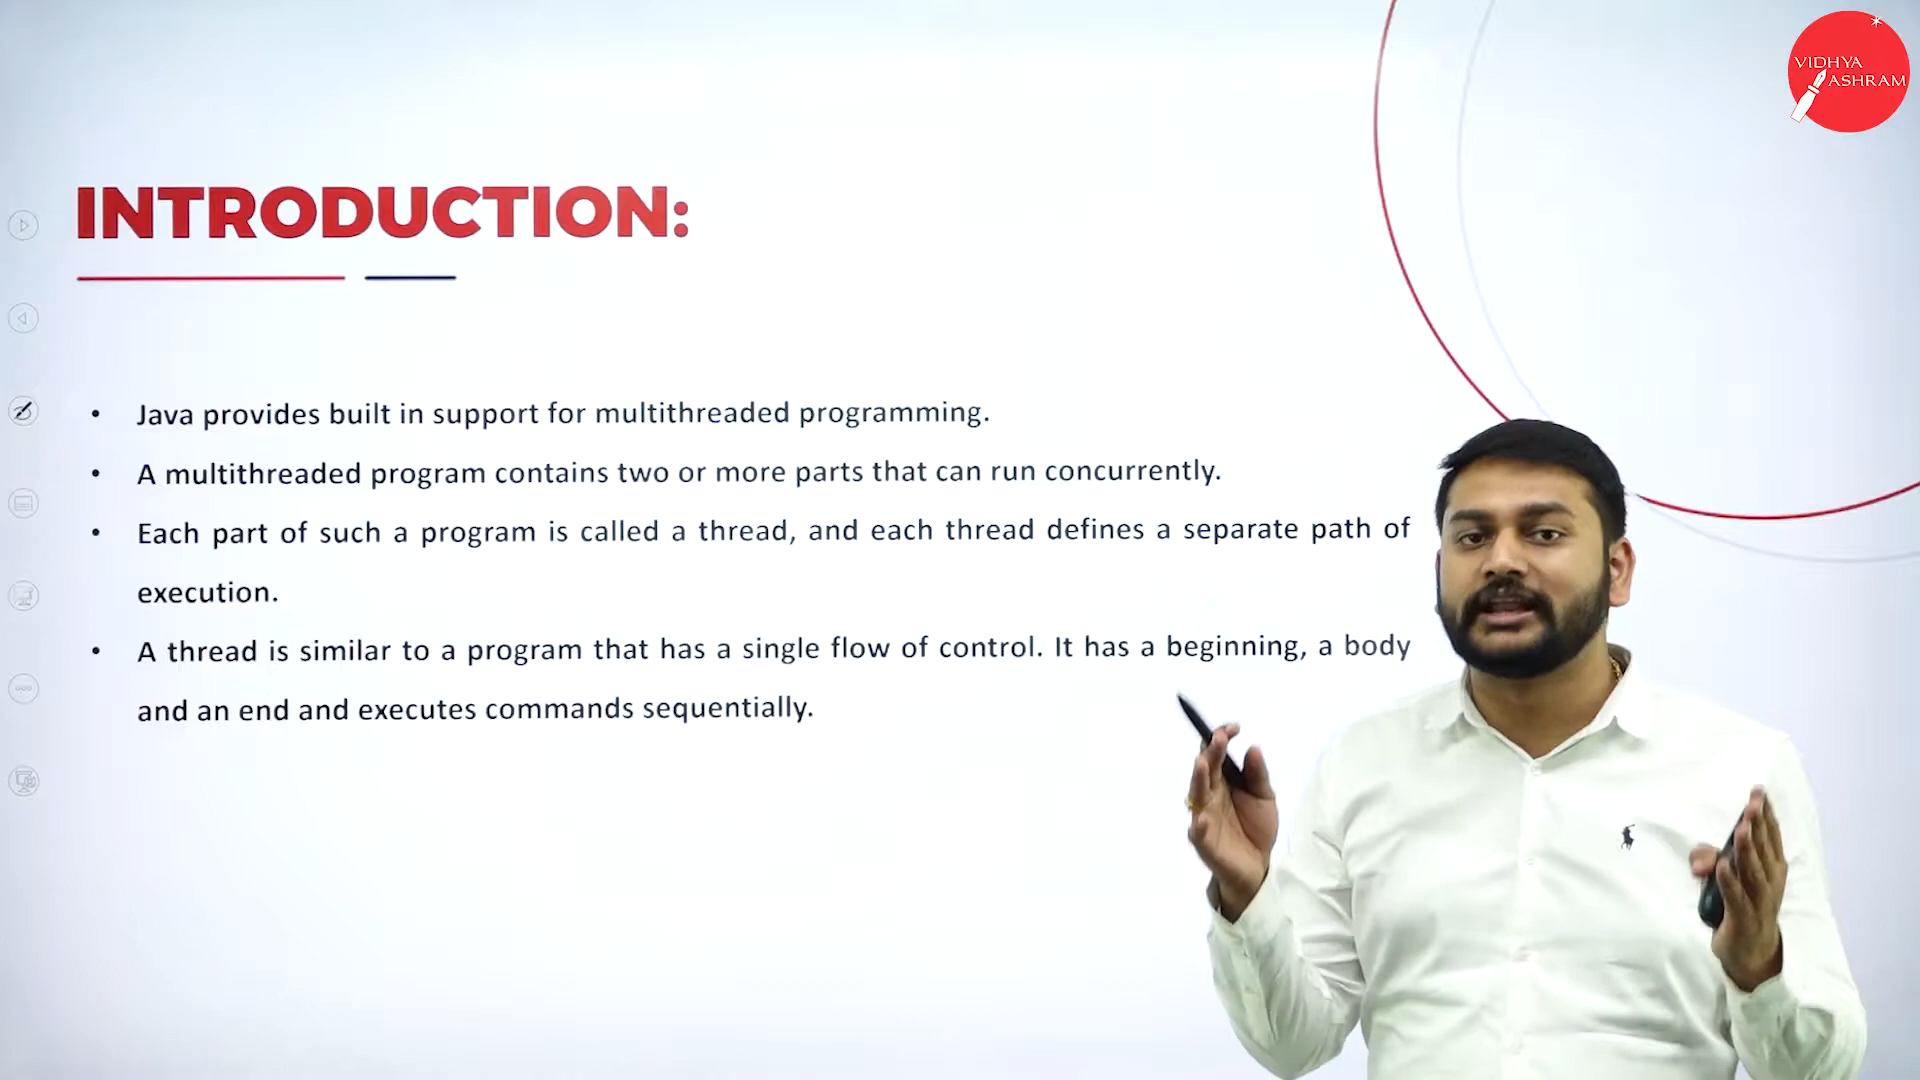 VIDHYA
ASHRAM
INTRODUCTION:
• Java provides built in support for multithreaded programming.
• A multithreaded program contains two or more parts that can run concurrently.
• Each part of such a program is called a thread, and each thread defines a separate path of
execution.
• A thread is similar to a program that has a single flow of control. It has a beginning, a body
and an end and executes commands sequentially.